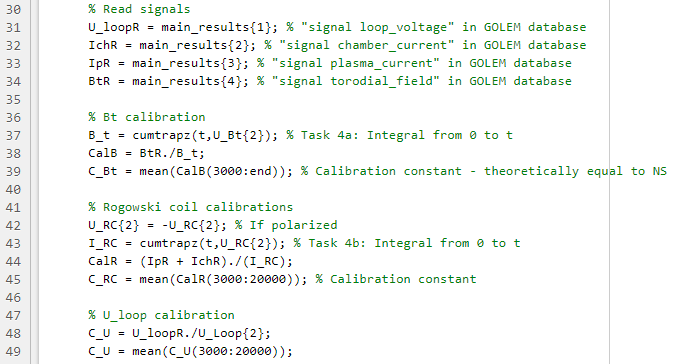 30 % Read signals
31 U_loopR = main_results{1}; % "signal loop_voltage" in GOLEM database
32 IchR = main_results{2}; % "signal chamber_current" in GOLEM database
33 IpR = main_results{3}; % "signal plasma_current" in GOLEM database
34 BtR = main_results{4}; % "signal torodial_field" in GOLEM database
35
36 % Bt calibration
37 B_t = cumtrapz(t,U_Bt{2}); % Task 4a: Integral from 0 to t
38 CalB = BtR./B_t;
39 C_Bt = mean(CalB(3000:end)); % Calibration constant - theoretically equal to NS
40
41 % Rogowski coil calibrations
42 U_RC{2} = -U_RC{2}; % If polarized
43 I_RC = cumtrapz(t,U_RC{2}); % Task 4b: Integral from 0 to t
44 CalR = (IpR + IchR)./(I_RC);
45 C_RC = mean(CalR(3000:20000)); % Calibration constant
46
47 % U_loop calibration
48 C_U = U_loopR./U_Loop{2};
49 C_U = mean(C_U(3000:20000));